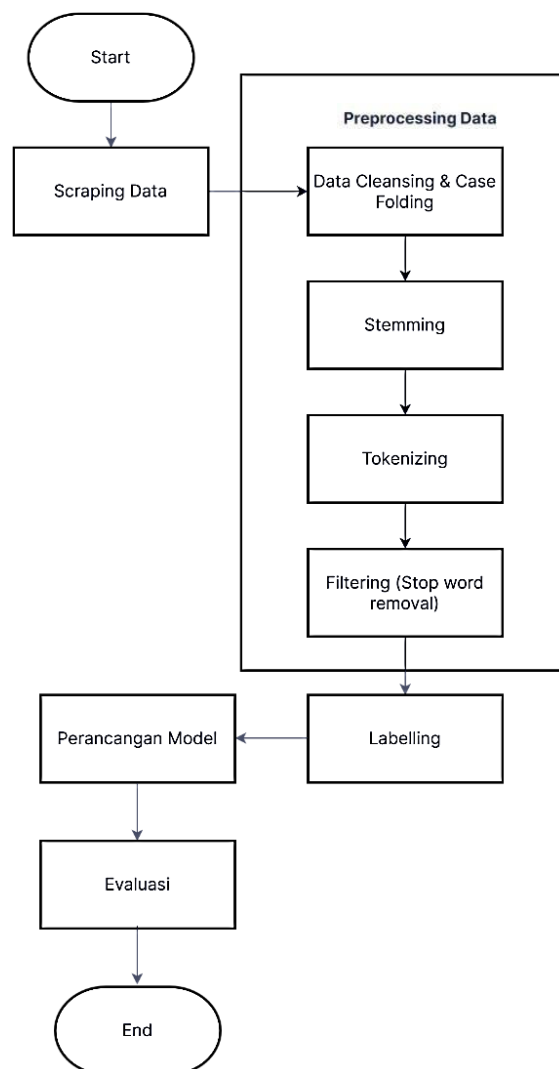 Start
Scraping Data
Preprocessing Data
Data Cleansing & Case
Folding
Stemming
Tokenizing
Filtering (Stop word
removal)
Labelling
Perancangan Model
Evaluasi
End